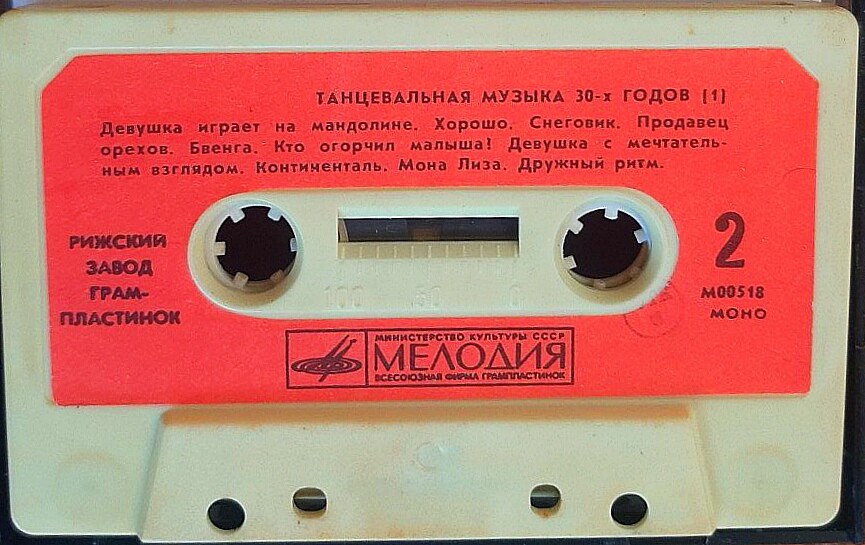 ТАНЦЕВАЛЬНАЯ МУЗЫКА 30-х ГОДОВ (1)
Девушка играет на мандолине. Хорошо. Снеговик. Продавец
орехов. Бвенга. Кто огорчил малыша? Девушка с мечтатель-
ным взглядом. Континенталь. Мона Лиза. Дружный ритм.
РИЖСКИЙ
ЗАВОД
ГРАМ-
ПЛАСТИНОК
2
М00518
МОНО
100 50 0
МИНИСТЕРСТВО КУЛЬТУРЫ СССР
МЕЛОДИЯ
ВСЕСОЮЗНАЯ ФИРМА ГРАМПЛАСТИНОК